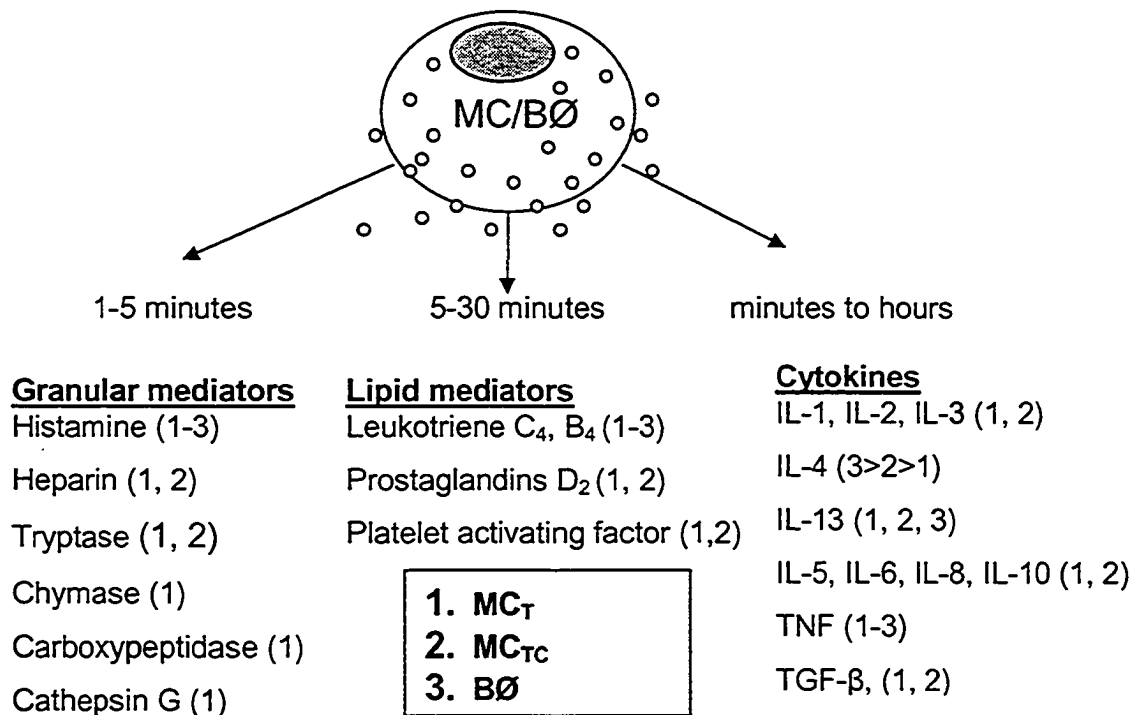 MC/BØ
1-5 minutes
5-30 minutes
minutes to hours
Granular mediators
Histamine (1-3)
Heparin (1, 2)
Tryptase (1, 2)
Chymase (1)
Carboxypeptidase (1)
Cathepsin G (1)
Lipid mediators
Leukotriene C₄, B₄ (1-3)
Prostaglandins D₂ (1, 2)
Platelet activating factor (1,2)
1. MC_T
2. MC_TC
3. BØ
Cytokines
IL-1, IL-2, IL-3 (1, 2)
IL-4 (3>2>1)
IL-13 (1, 2, 3)
IL-5, IL-6, IL-8, IL-10 (1, 2)
TNF (1-3)
TGF-β, (1, 2)